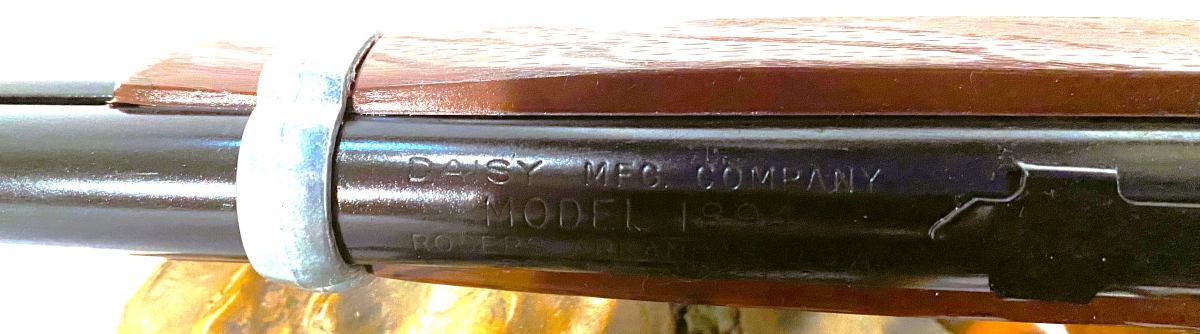 DAISY MFG. COMPANY
MODEL 1894
ROGERS